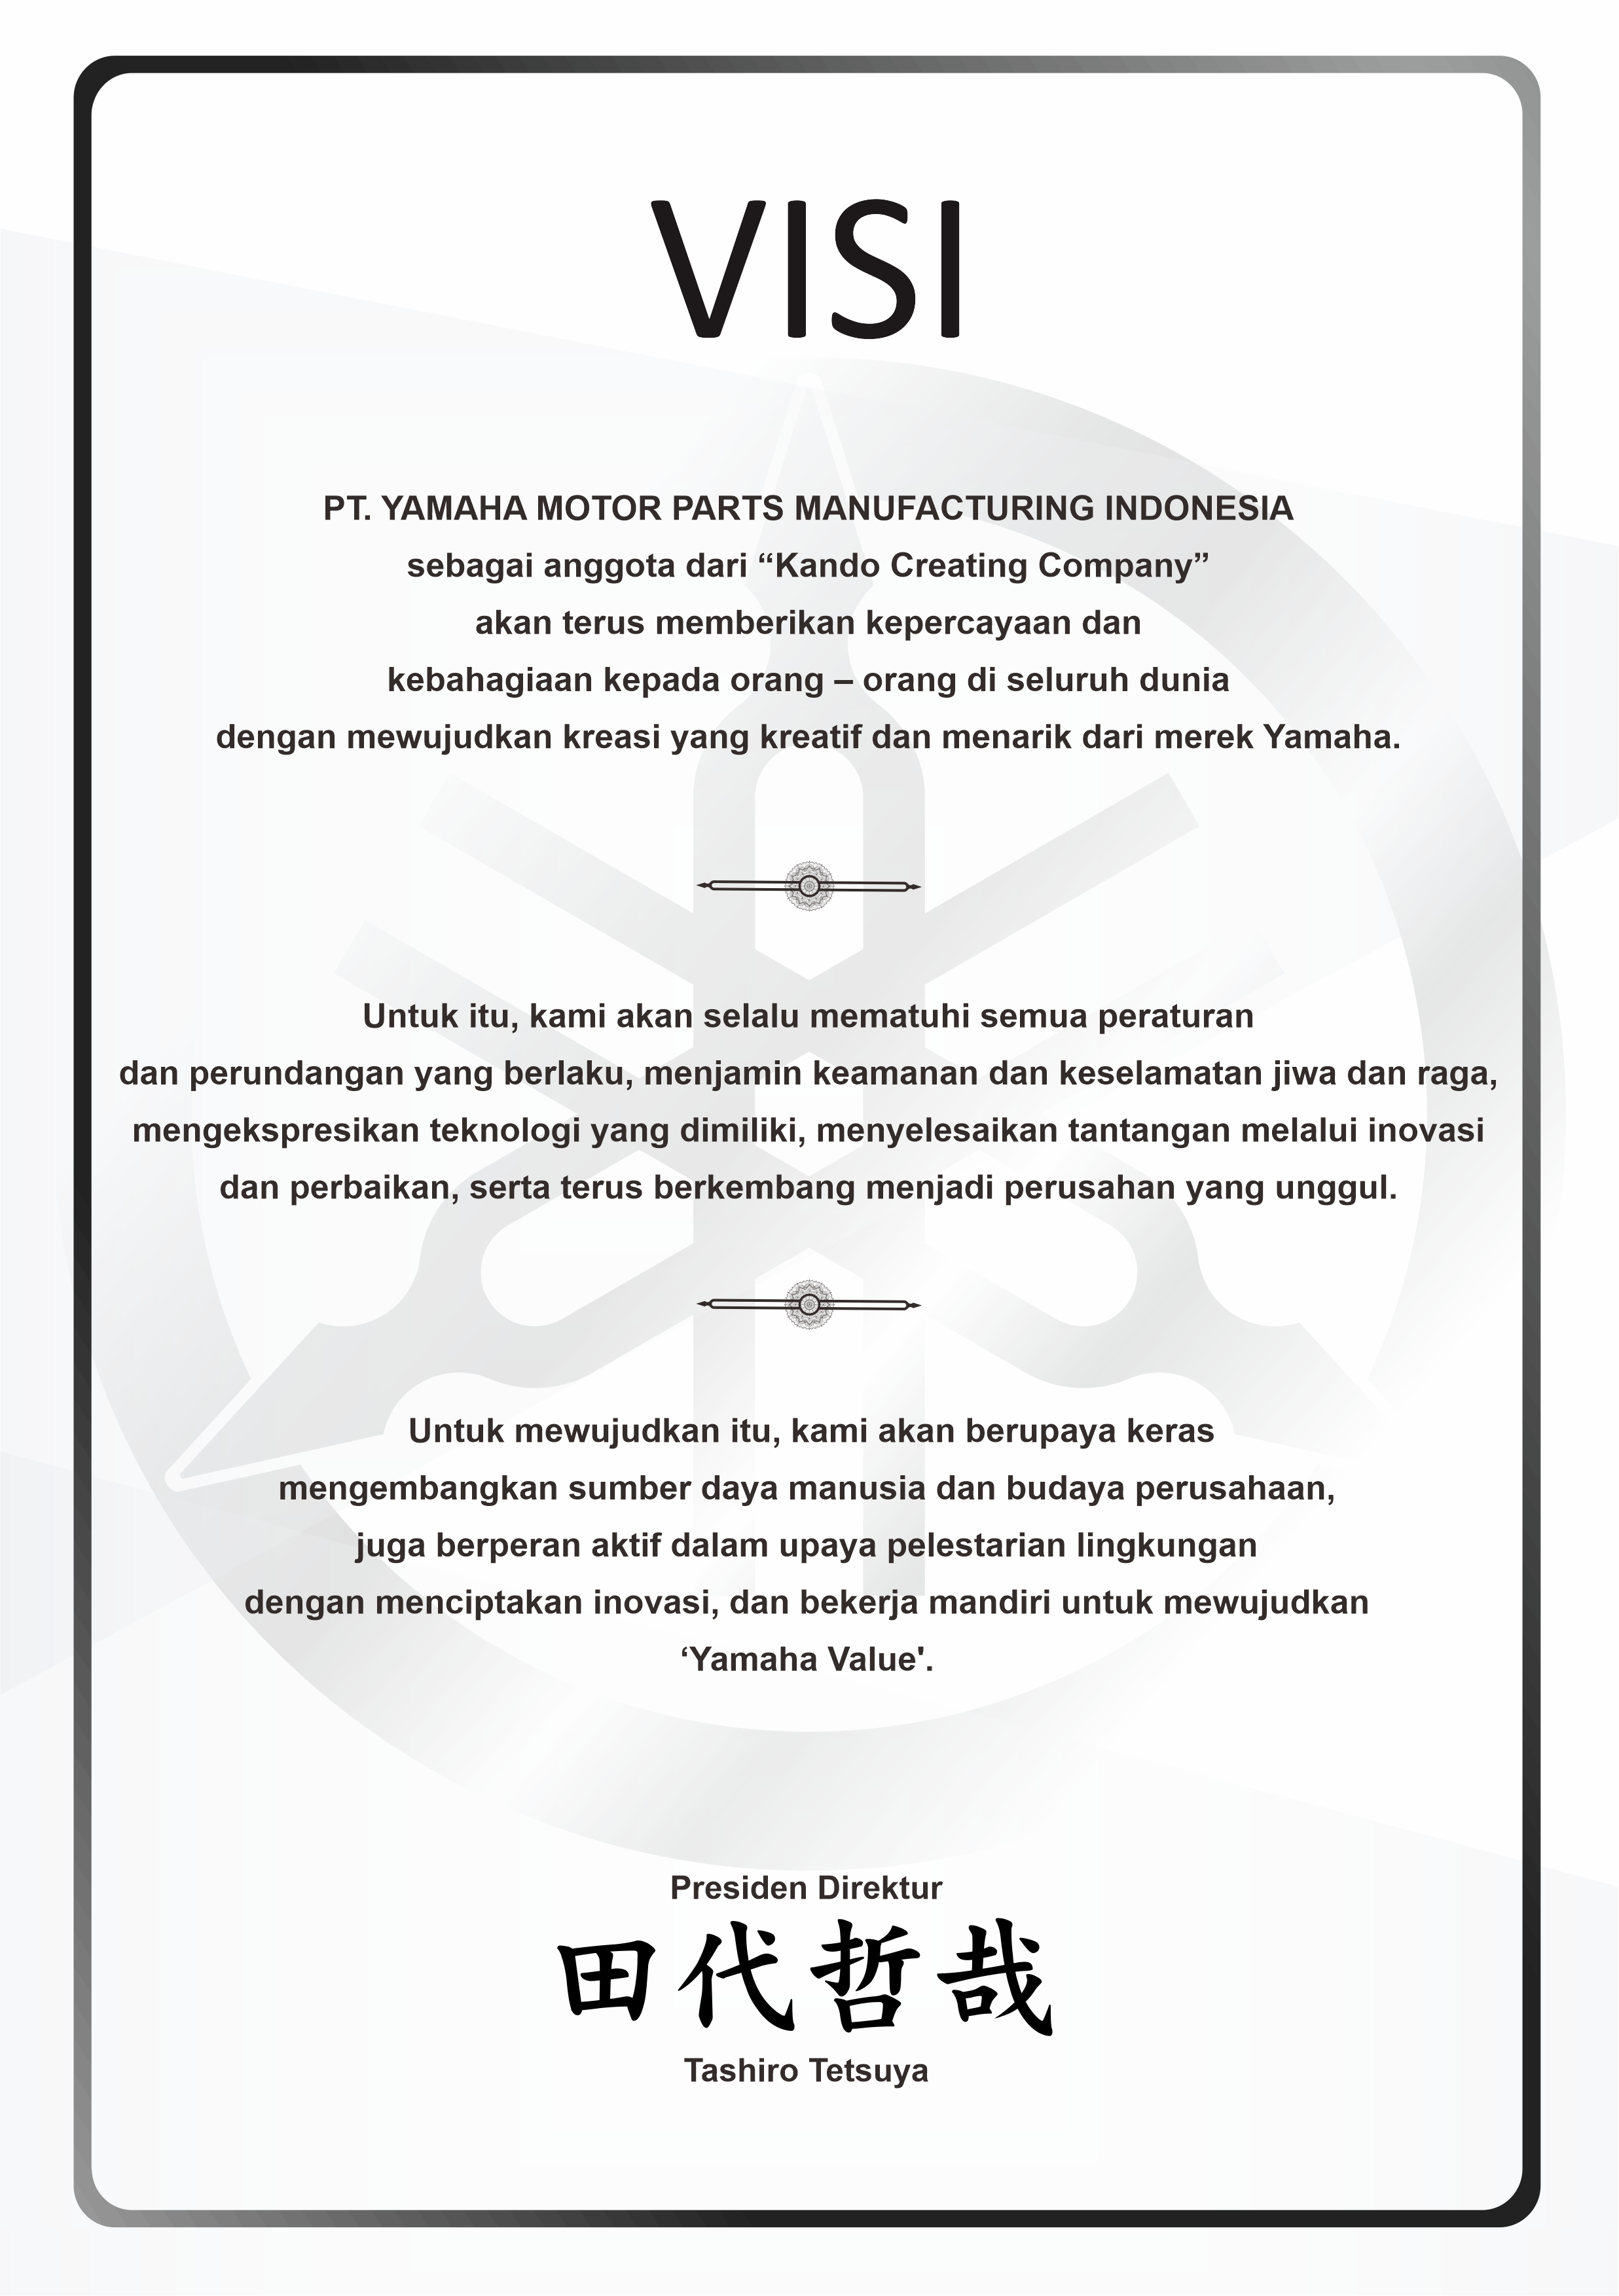 VISI
PT. YAMAHA MOTOR PARTS MANUFACTURING INDONESIA
sebagai anggota dari “Kando Creating Company”
akan terus memberikan kepercayaan dan
kebahagiaan kepada orang – orang di seluruh dunia
dengan mewujudkan kreasi yang kreatif dan menarik dari merek Yamaha.
Untuk itu, kami akan selalu mematuhi semua peraturan
dan perundangan yang berlaku, menjamin keamanan dan keselamatan jiwa dan raga,
mengekspresikan teknologi yang dimiliki, menyelesaikan tantangan melalui inovasi
dan perbaikan, serta terus berkembang menjadi perusahan yang unggul.
Untuk mewujudkan itu, kami akan berupaya keras
mengembangkan sumber daya manusia dan budaya perusahaan,
juga berperan aktif dalam upaya pelestarian lingkungan
dengan menciptakan inovasi, dan bekerja mandiri untuk mewujudkan
‘Yamaha Value'.
Presiden Direktur
田代哲哉
Tashiro Tetsuya